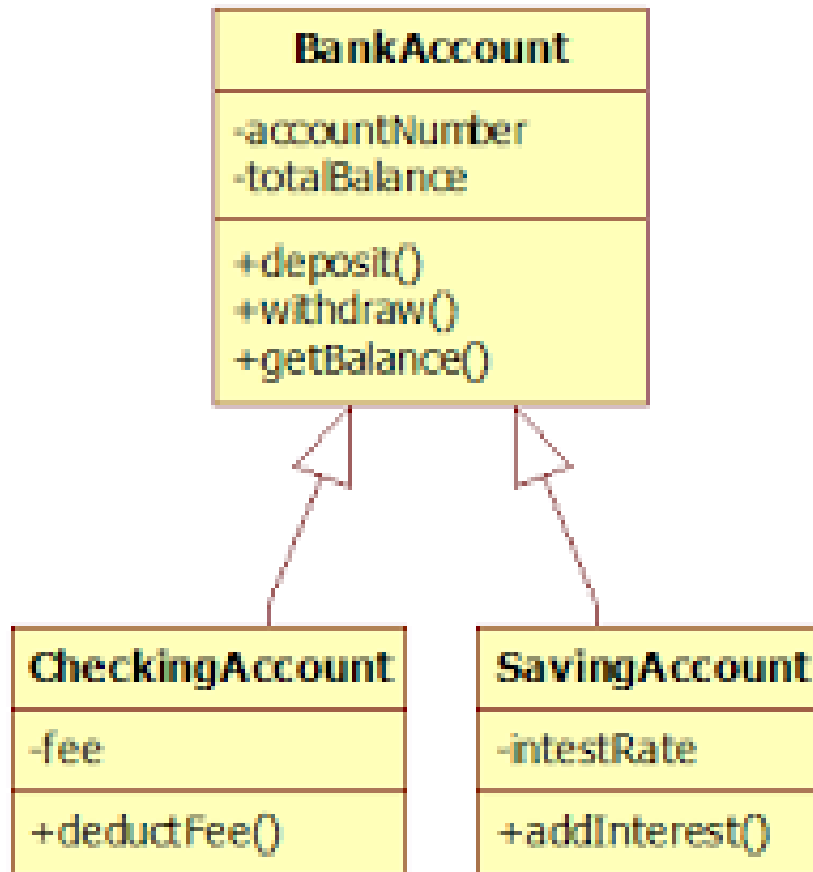 BankAccount
-accountNumber
-totalBalance
+deposit()
+withdraw()
+getBalance()
CheckingAccount
-fee
+deductFee()
SavingAccount
-intestRate
+addInterest()